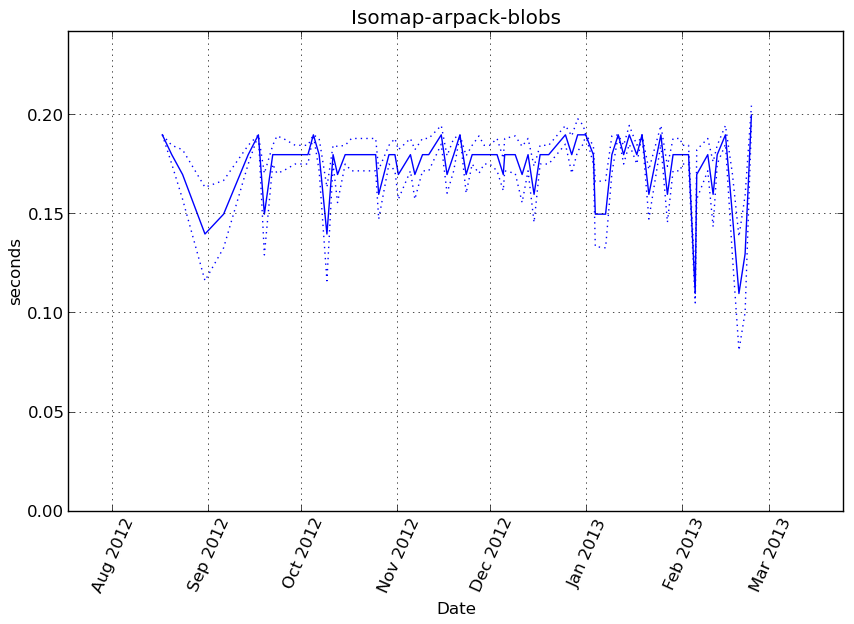 Isomap-arpack-blobs
0.20
0.15
0.10
0.05
0.00
seconds
Aug 2012
Sep 2012
Oct 2012
Nov 2012
Dec 2012
Jan 2013
Feb 2013
Mar 2013
Date